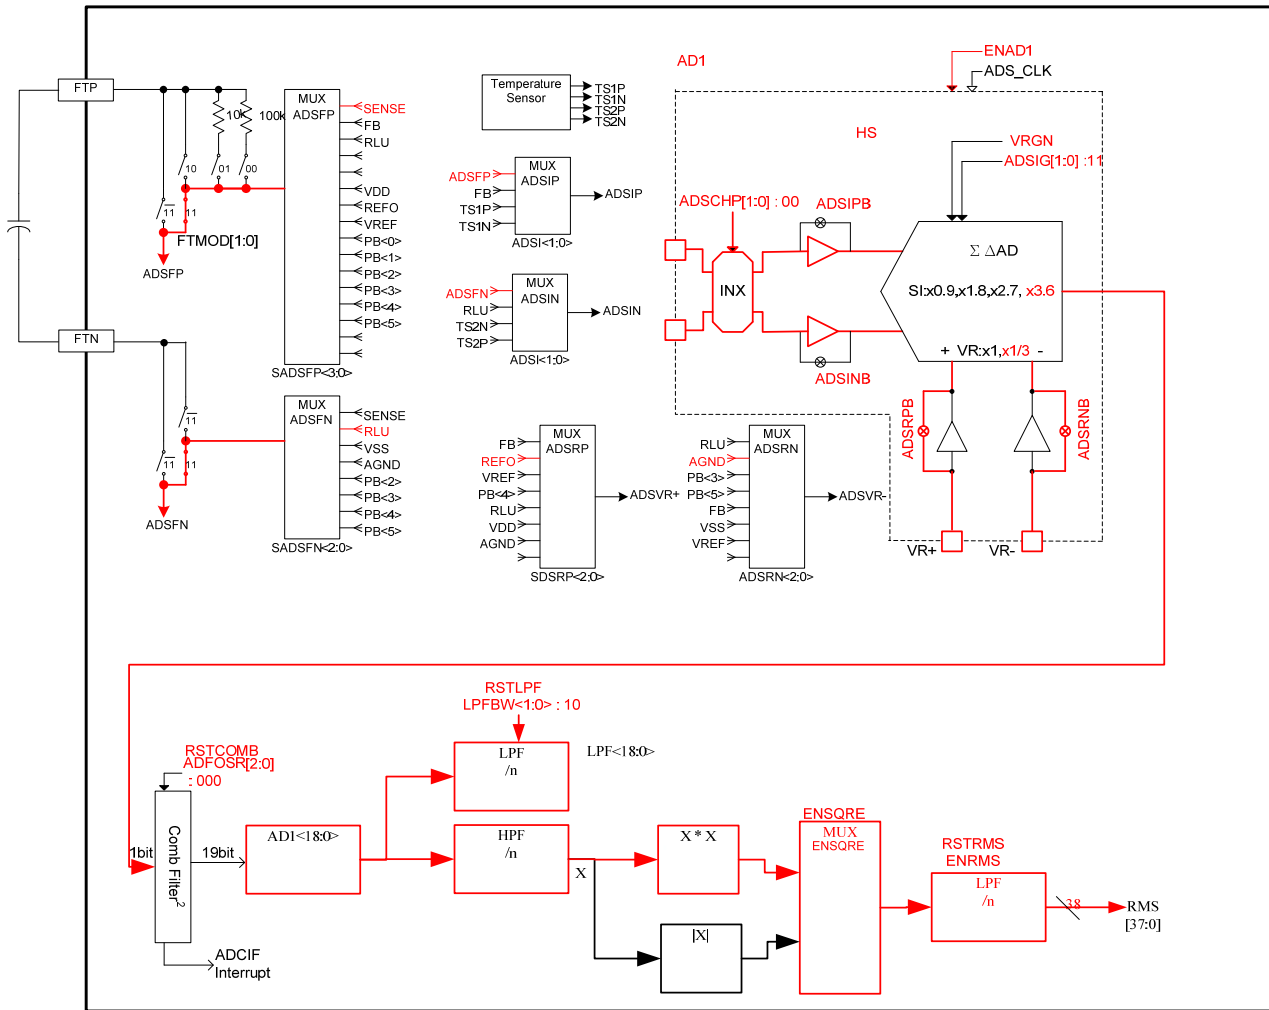 FTP
10k
100k
10
01
00
11
11
FTMOD[1:0]
ADSFP
FTN
11
11
11
ADSFN
MUX
ADSFP
SENSE
FB
RLU
VDD
REFO
VREF
PB<0>
PB<1>
PB<2>
PB<3>
PB<4>
PB<5>
SADSFP<3:0>
MUX
ADSFN
SENSE
RLU
VSS
AGND
PB<2>
PB<3>
PB<4>
PB<5>
SADSFN<2:0>
Temperature
Sensor
TS1P
TS1N
TS2P
TS2N
MUX
ADSIP
ADSFP
FB
TS1P
TS1N
ADSIP
ADSI<1:0>
MUX
ADSIN
ADSFN
RLU
TS2N
TS2P
ADSIN
ADSI<1:0>
MUX
ADSRP
FB
REFO
VREF
PB<4>
RLU
VDD
AGND
ADSVR+
SDSRP<2:0>
MUX
ADSRN
RLU
AGND
PB<3>
PB<5>
FB
VSS
VREF
ADSVR-
ADSRN<2:0>
AD1
ENAD1
ADS_CLK
HS
VRGN
ADSIG[1:0] :11
ADSCHP[1:0] : 00
ADSIPB
INX
ADSINB
Σ ΔAD
SI:x0.9,x1.8,x2.7, x3.6
+ VR:x1,x1/3 -
ADSRPB
ADSRNB
VR+
VR-
RSTLPF
LPFBW<1:0> : 10
LPF
/n
LPF<18:0>
RSTCOMB
ADFOSR[2:0]
: 000
1bit
Comb Filter2
19bit
AD1<18:0>
HPF
/n
X
X * X
|X|
ENSQRE
MUX
ENSQRE
RSTRMS
ENRMS
LPF
/n
38
RMS
[37:0]
ADCIF
Interrupt